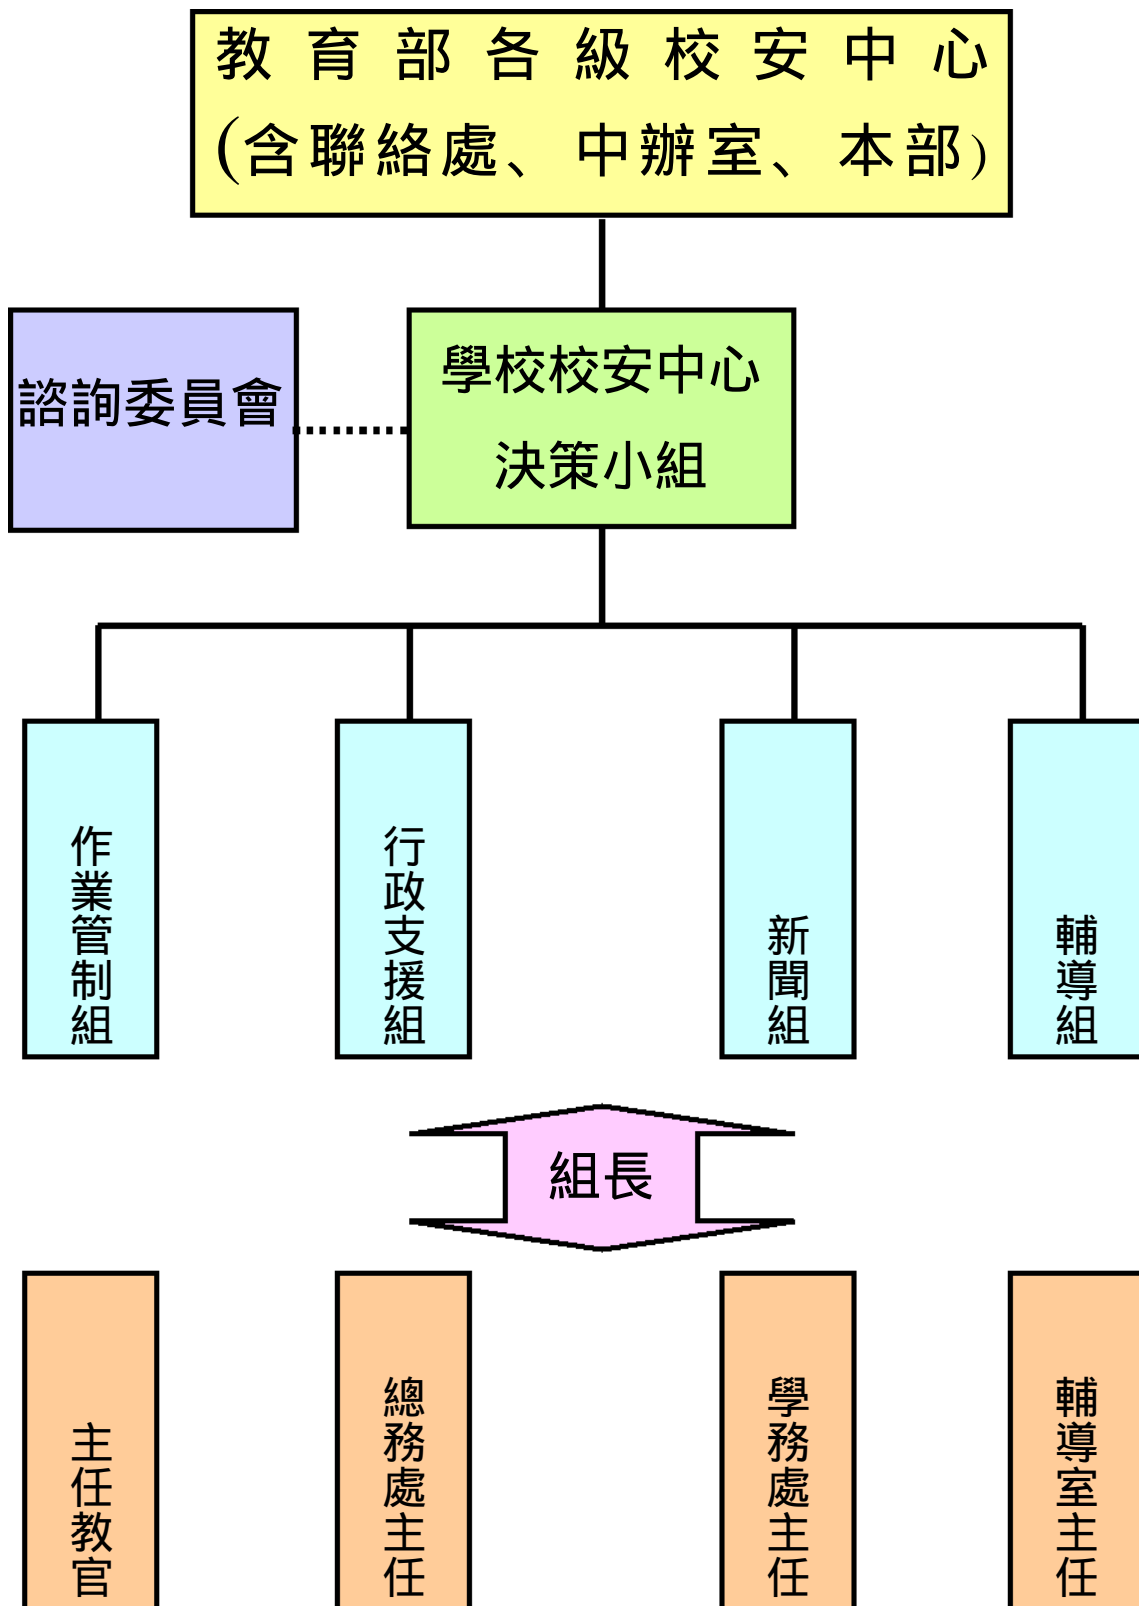 教育部各級校安中心
(含聯絡處、中辦室、本部)
諮詢委員會
學校校安中心
決策小組
作業管制組
行政支援組
新聞組
輔導組
組長
主任教官
總務處主任
學務處主任
輔導室主任